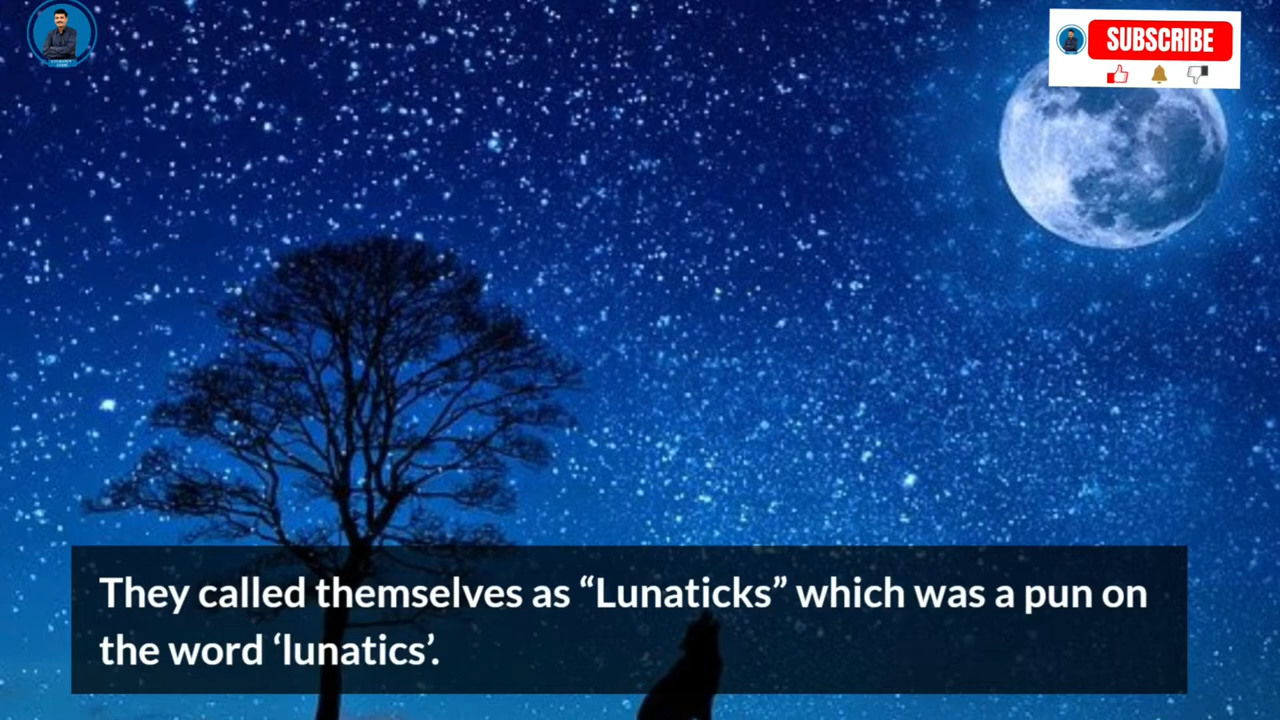 SUBSCRIBE
They called themselves as “Lunaticks” which was a pun on
the word ‘lunatics’.